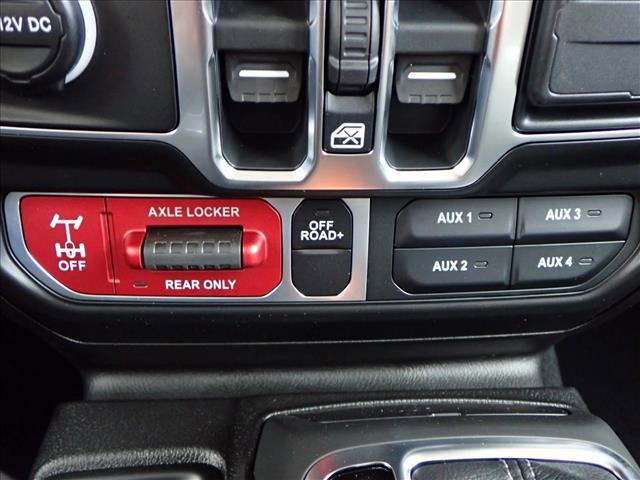 12V DC
AXLE LOCKER
OFF
REAR ONLY
OFF
ROAD+
AUX 1
AUX 3
AUX 2
AUX 4